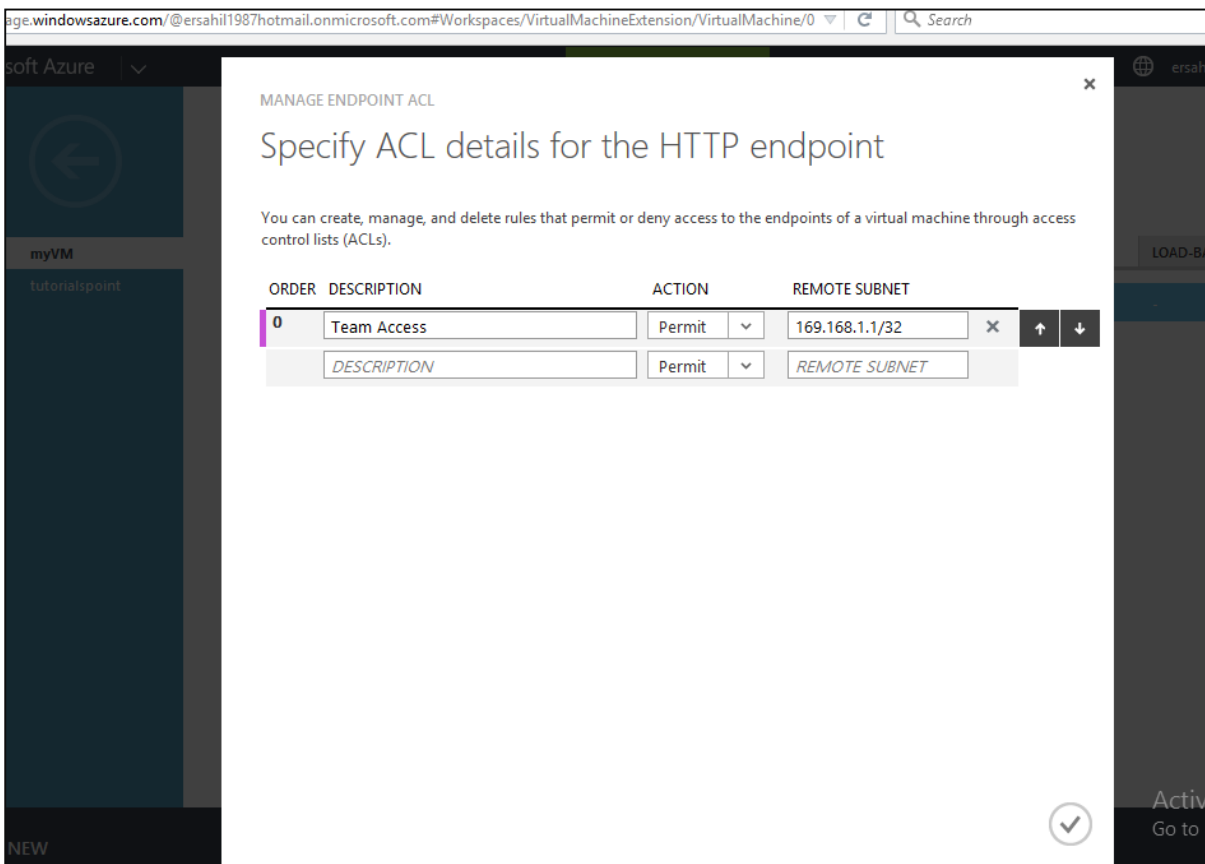 age.windowsazure.com/@ersahil1987hotmail.onmicrosoft.com#Workspaces/VirtualMachineExtension/VirtualMachine/0 Search
soft Azure ersah
MANAGE ENDPOINT ACL
Specify ACL details for the HTTP endpoint
You can create, manage, and delete rules that permit or deny access to the endpoints of a virtual machine through access
control lists (ACLs).
myVM LOAD-BA
tutorialspoint
ORDER DESCRIPTION ACTION REMOTE SUBNET
0 Team Access Permit 169.168.1.1/32
DESCRIPTION Permit REMOTE SUBNET
Activ
Go to
NEW